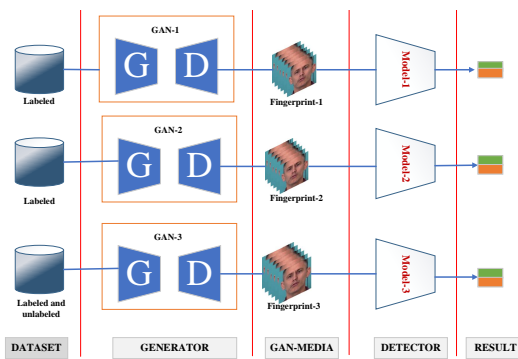 GAN-1
G D
Labeled
Fingerprint-1
Model-1
GAN-2
G D
Labeled
Fingerprint-2
Model-2
GAN-3
G D
Labeled and
unlabeled
Fingerprint-3
Model-3
DATASET GENERATOR GAN-MEDIA DETECTOR RESULT